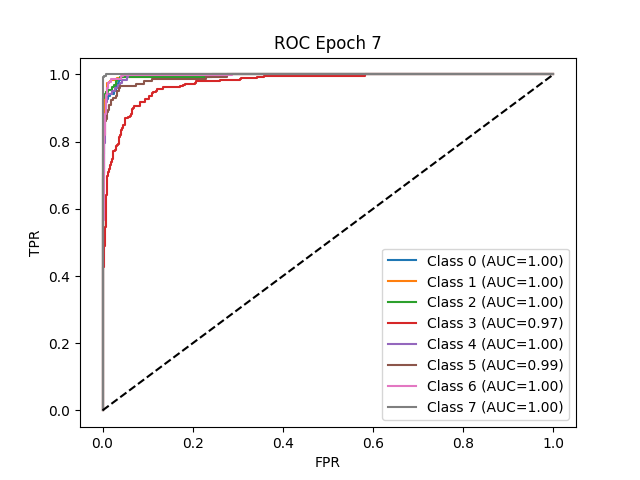 ROC Epoch 7
TPR
1.0
0.8
0.6
0.4
0.2
0.0
Class 0 (AUC=1.00)
Class 1 (AUC=1.00)
Class 2 (AUC=1.00)
Class 3 (AUC=0.97)
Class 4 (AUC=1.00)
Class 5 (AUC=0.99)
Class 6 (AUC=1.00)
Class 7 (AUC=1.00)
0.0 0.2 0.4 0.6 0.8 1.0
FPR